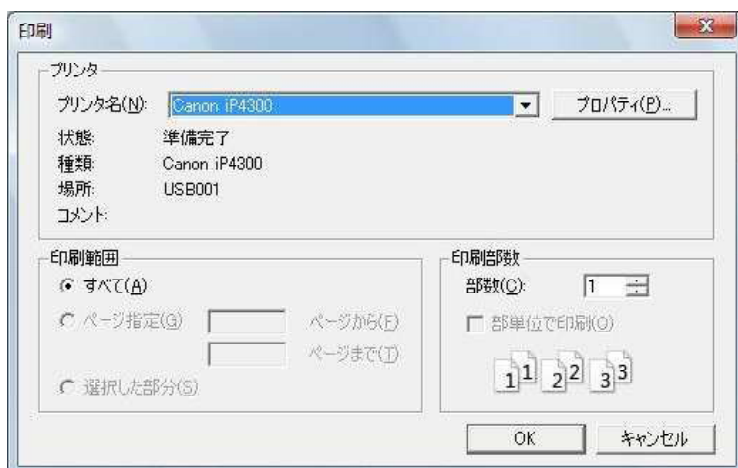 印刷
プリンタ
プリンタ名(N): Canon iP4300 プロパティ(P)...
状態: 準備完了
種類: Canon iP4300
場所: USB001
コメント:
印刷範囲
すべて(A)
ページ指定(G) ページから(F)
ページまで(T)
選択した部分(S)
印刷部数
部数(C): 1
部単位で印刷(O)
1 1 2 2 3 3
OK キャンセル